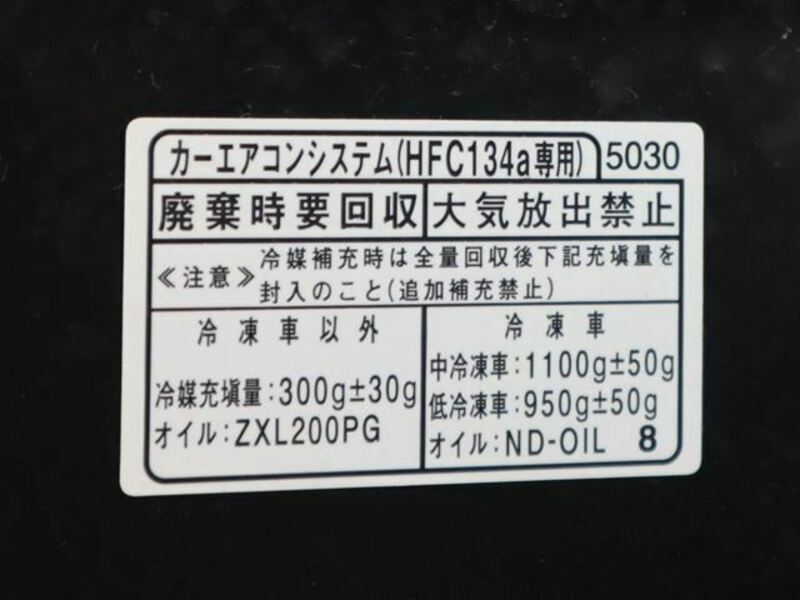 カーエアコンシステム(HFC134a専用) 5030
廃棄時要回収 大気放出禁止
≪注意≫ 冷媒補充時は全量回収後下記充填量を
封入のこと(追加補充禁止)
冷凍車以外
冷媒充填量:300g±30g
オイル:ZXL200PG
冷凍車
中冷凍車:1100g±50g
低冷凍車:950g±50g
オイル:ND-OIL 8